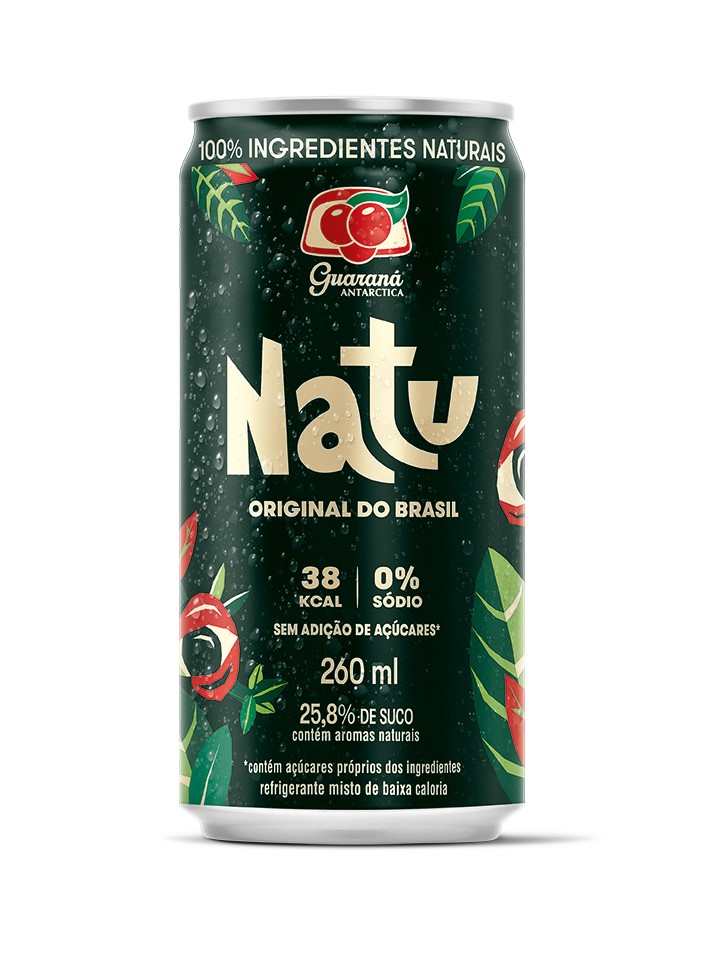 100% INGREDIENTES NATURAIS
Guaraná
ANTARCTICA
Natu
ORIGINAL DO BRASIL
38 0%
KCAL SÓDIO
SEM ADIÇÃO DE AÇÚCARES*
260 ml
25,8% DE SUCO
contém aromas naturais
*contém açúcares próprios dos ingredientes
refrigerante misto de baixa caloria